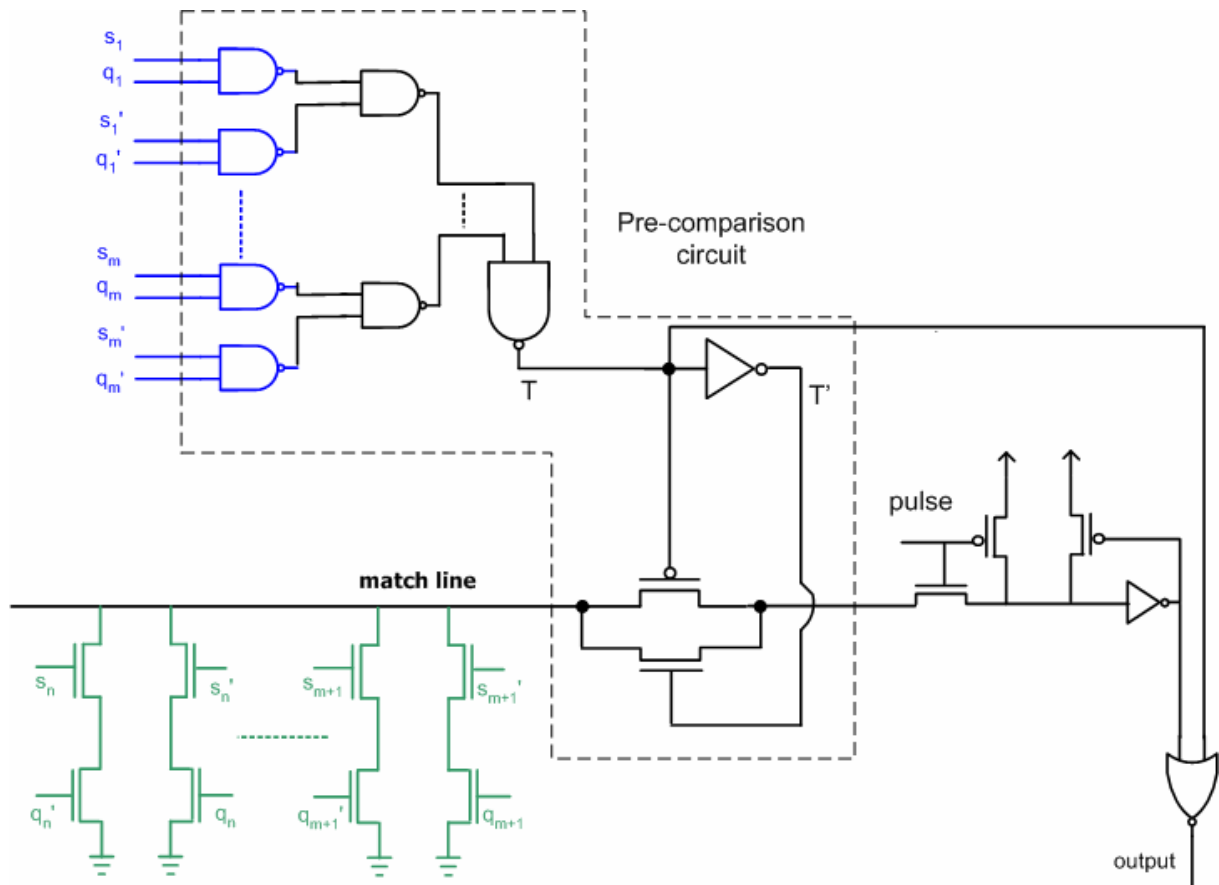 s₁
q₁
s₁'
q₁'
sₘ
qₘ
sₘ'
qₘ'
Pre-comparison
circuit
T
T’
pulse
match line
sₙ
sₙ'
sₘ₊₁
sₘ₊₁'
qₙ'
qₙ
qₘ₊₁'
qₘ₊₁
output